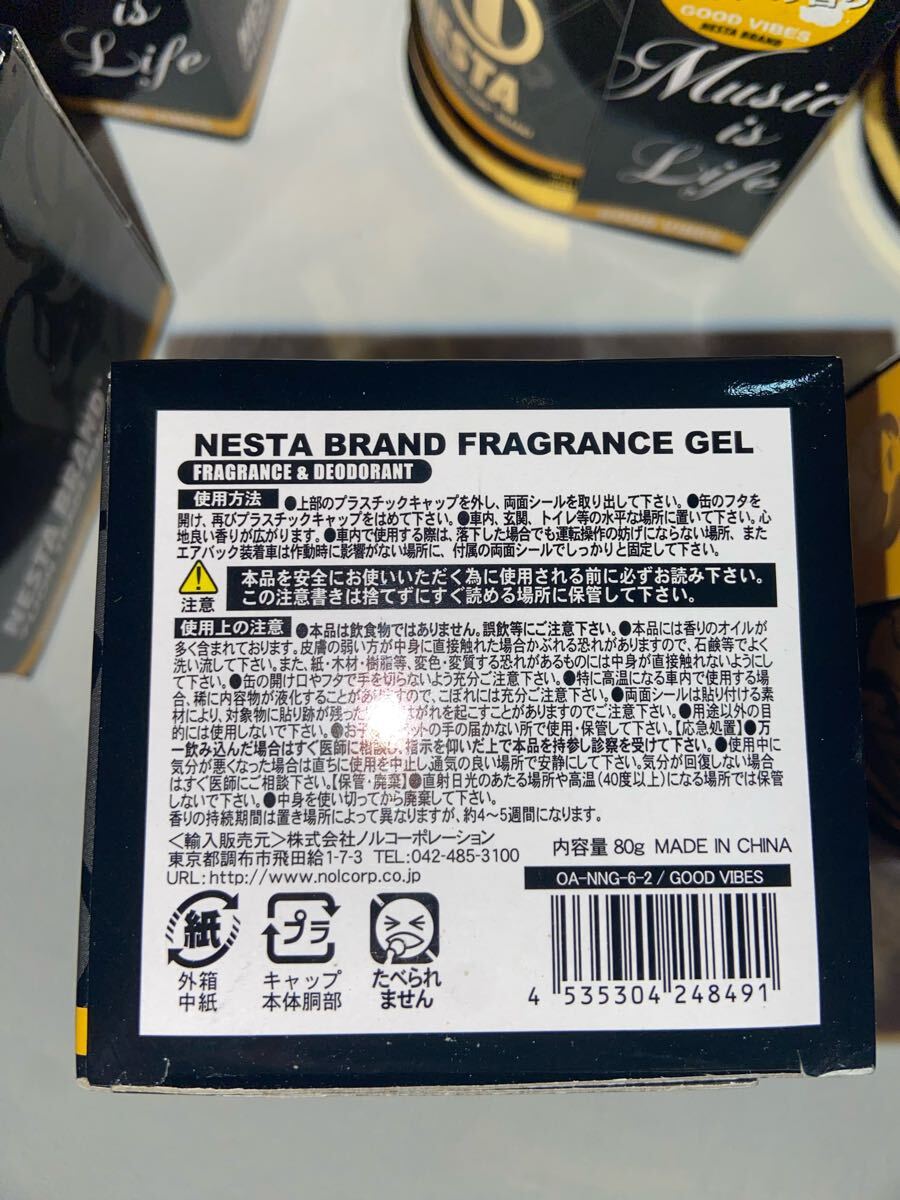 is
Life
NESTA
GOOD VIBES
NESTA BRAND
Music
is
Life
NESTA BRAND
NESTA BRAND FRAGRANCE GEL
FRAGRANCE & DEODORANT
使用方法 ●上部のプラスチックキャップを外し、両面シールを取り出して下さい。●缶のフタを
開け、再びプラスチックキャップをはめて下さい。●車内、玄関、トイレ等の水平な場所に置いて下さい。心
地良い香りが広がります。●車内で使用する際は、落下した場合でも運転操作の妨げにならない場所、また
エアバック装着車は作動時に影響がない場所に、付属の両面シールでしっかりと固定して下さい。
注意
本品を安全にお使いいただく為に使用される前に必ずお読み下さい。
この注意書きは捨てずにすぐ読める場所に保管して下さい。
使用上の注意 ●本品は飲食物ではありません。誤飲等にご注意下さい。●本品には香りのオイルが
多く含まれております。皮膚の弱い方が中身に直接触れた場合かぶれる恐れがありますので、石鹸等でよく
洗い流して下さい。また、紙・木材・樹脂等、変色・変質する恐れがあるものには中身が直接触れないようにし
て下さい。●缶の開け口やフタで手を切らないよう充分ご注意下さい。●特に高温になる車内で使用する場
合、稀に内容物が液化することがありますので、こぼれには充分ご注意下さい。●両面シールは貼り付ける素
材により、対象物に貼り跡が残った はがれを起こすことがありますのでご注意下さい。●用途以外の目
的には使用しないで下さい。●お子 ットの手の届かない所で使用・保管して下さい。【応急処置】●万
一飲み込んだ場合はすぐ医師に相談し、指示を仰いだ上で本品を持参し診察を受けて下さい。●使用中に
気分が悪くなった場合は直ちに使用を中止し通気の良い場所で安静にして下さい。気分が回復しない場合
はすぐ医師にご相談下さい。【保管・廃棄】●直射日光のあたる場所や高温（40度以上）になる場所では保管
しないで下さい。●中身を使い切ってから廃棄して下さい。
香りの持続期間は置き場所によって異なりますが、約4～5週間になります。
＜輸入販売元＞株式会社ノルコーポレーション
東京都調布市飛田給1-7-3 TEL:042-485-3100
URL:http://www.nolcorp.co.jp
内容量 80g MADE IN CHINA
OA-NNG-6-2 / GOOD VIBES
紙
外箱
中紙
プラ
キャップ
本体胴部
たべられ
ません
4 535304 248491